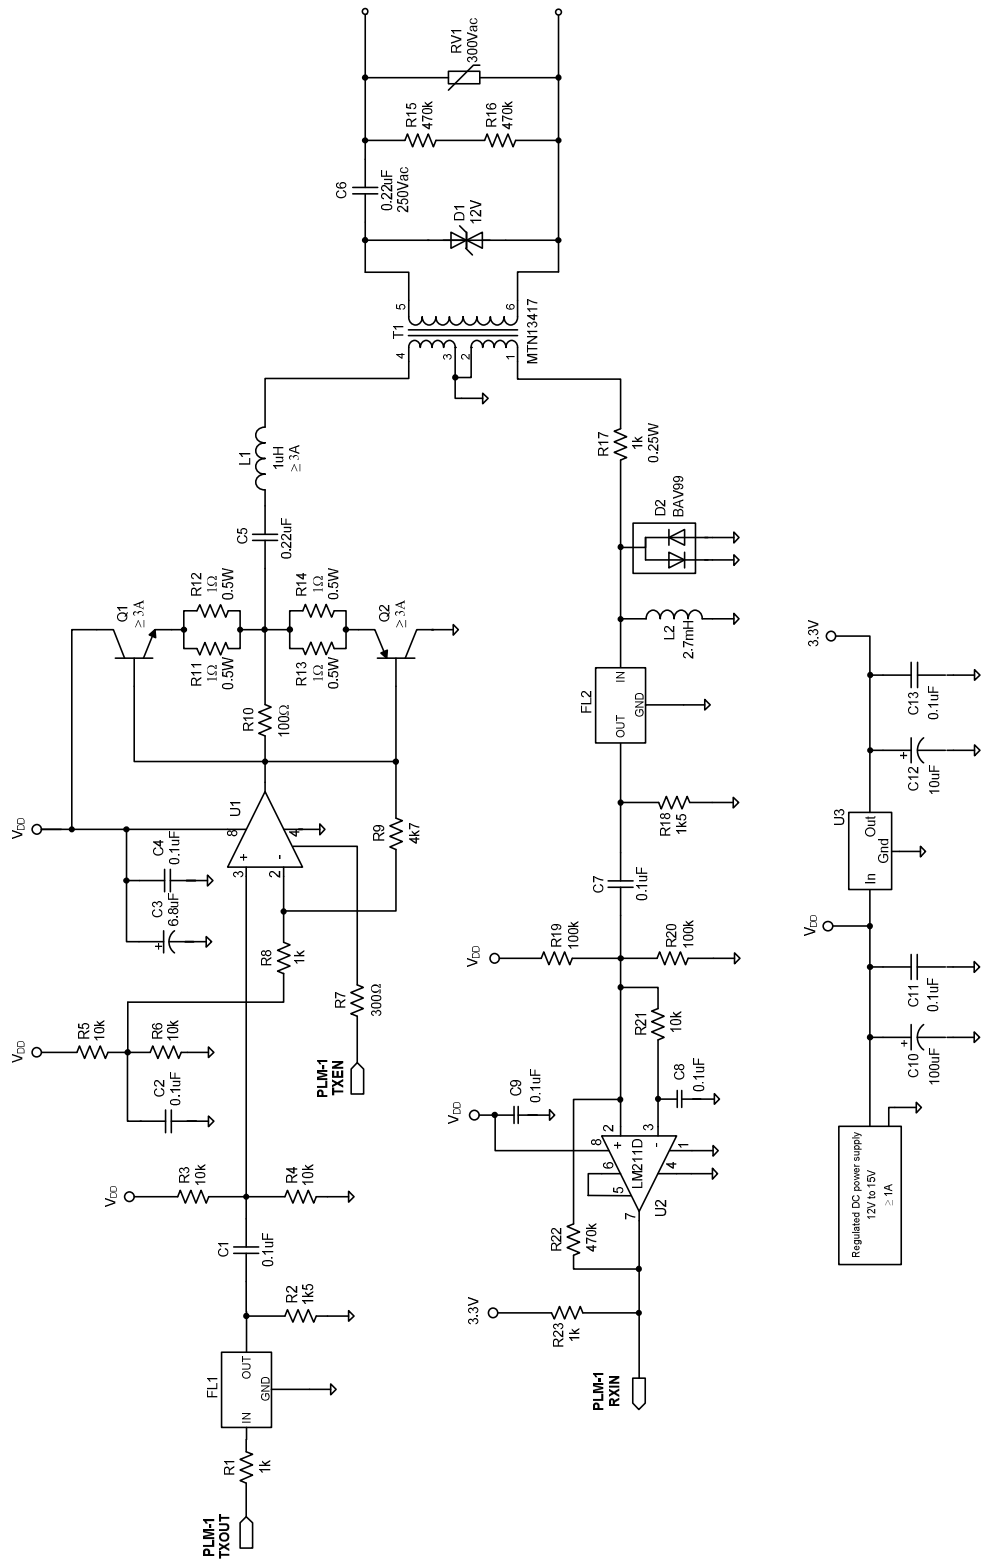 PLM-1
TXOUT
R1
1k
FL1
IN
OUT
GND
R2
1k5
C1
0.1uF
VDD
R3
10k
R4
10k
VDD
R5
10k
R6
10k
C2
0.1uF
PLM-1
TXEN
R7
300Ω
R8
1k
VDD
C3
6.8uF
+
C4
0.1uF
U1
3
2
8
4
+
-
R9
4k7
R10
100Ω
Q1
≥ 3A
R11
1Ω
0.5W
R12
1Ω
0.5W
R13
1Ω
0.5W
R14
1Ω
0.5W
Q2
≥ 3A
C5
0.22uF
L1
1uH
≥ 3A
T1
4
3
2
1
5
6
MTN13417
D1
12V
C6
0.22uF
250Vac
R15
470k
R16
470k
RV1
300Vac
PLM-1
RXIN
3.3V
R23
1k
R22
470k
U2
LM211D
7
5
6
8
2
3
4
1
+
-
VDD
C9
0.1uF
C8
0.1uF
R21
10k
VDD
R19
100k
R20
100k
C7
0.1uF
R18
1k5
FL2
OUT
IN
GND
L2
2.7mH
D2
BAV99
R17
1k
0.25W
Regulated DC power supply
12V to 15V
≥ 1A
C10
100uF
+
C11
0.1uF
VDD
U3
In
Out
Gnd
C12
10uF
+
C13
0.1uF
3.3V